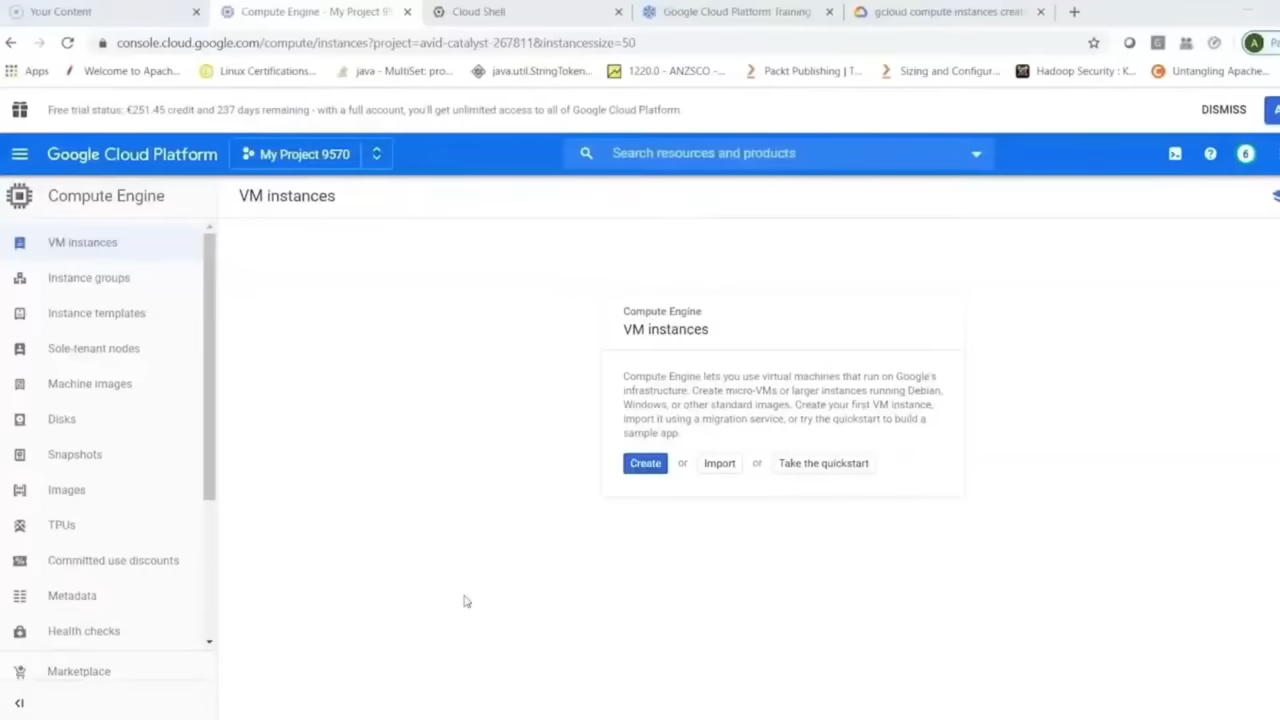 Your Content
Compute Engine - My Project 9
Cloud Shell
Google Cloud Platform Training
gcloud compute instances creat
console.cloud.google.com/compute/instances?project=avid-catalyst-267811&instancessize=50
Apps
Welcome to Apach...
Linux Certifications...
java - MultiSet: pro...
java.util.StringToken...
1220.0 - ANZSCO -...
Packt Publishing | T...
Sizing and Configur...
Hadoop Security : K...
Untangling Apache...
Free trial status: €251.45 credit and 237 days remaining - with a full account, you'll get unlimited access to all of Google Cloud Platform.
DISMISS
Google Cloud Platform
My Project 9570
Search resources and products
6
Compute Engine
VM instances
VM instances
Instance groups
Instance templates
Sole-tenant nodes
Machine images
Disks
Snapshots
Images
TPUs
Committed use discounts
Metadata
Health checks
Marketplace
Compute Engine
VM instances
Compute Engine lets you use virtual machines that run on Google's
infrastructure. Create micro-VMs or larger instances running Debian,
Windows, or other standard images. Create your first VM instance,
import it using a migration service, or try the quickstart to build a
sample app.
Create or Import or Take the quickstart